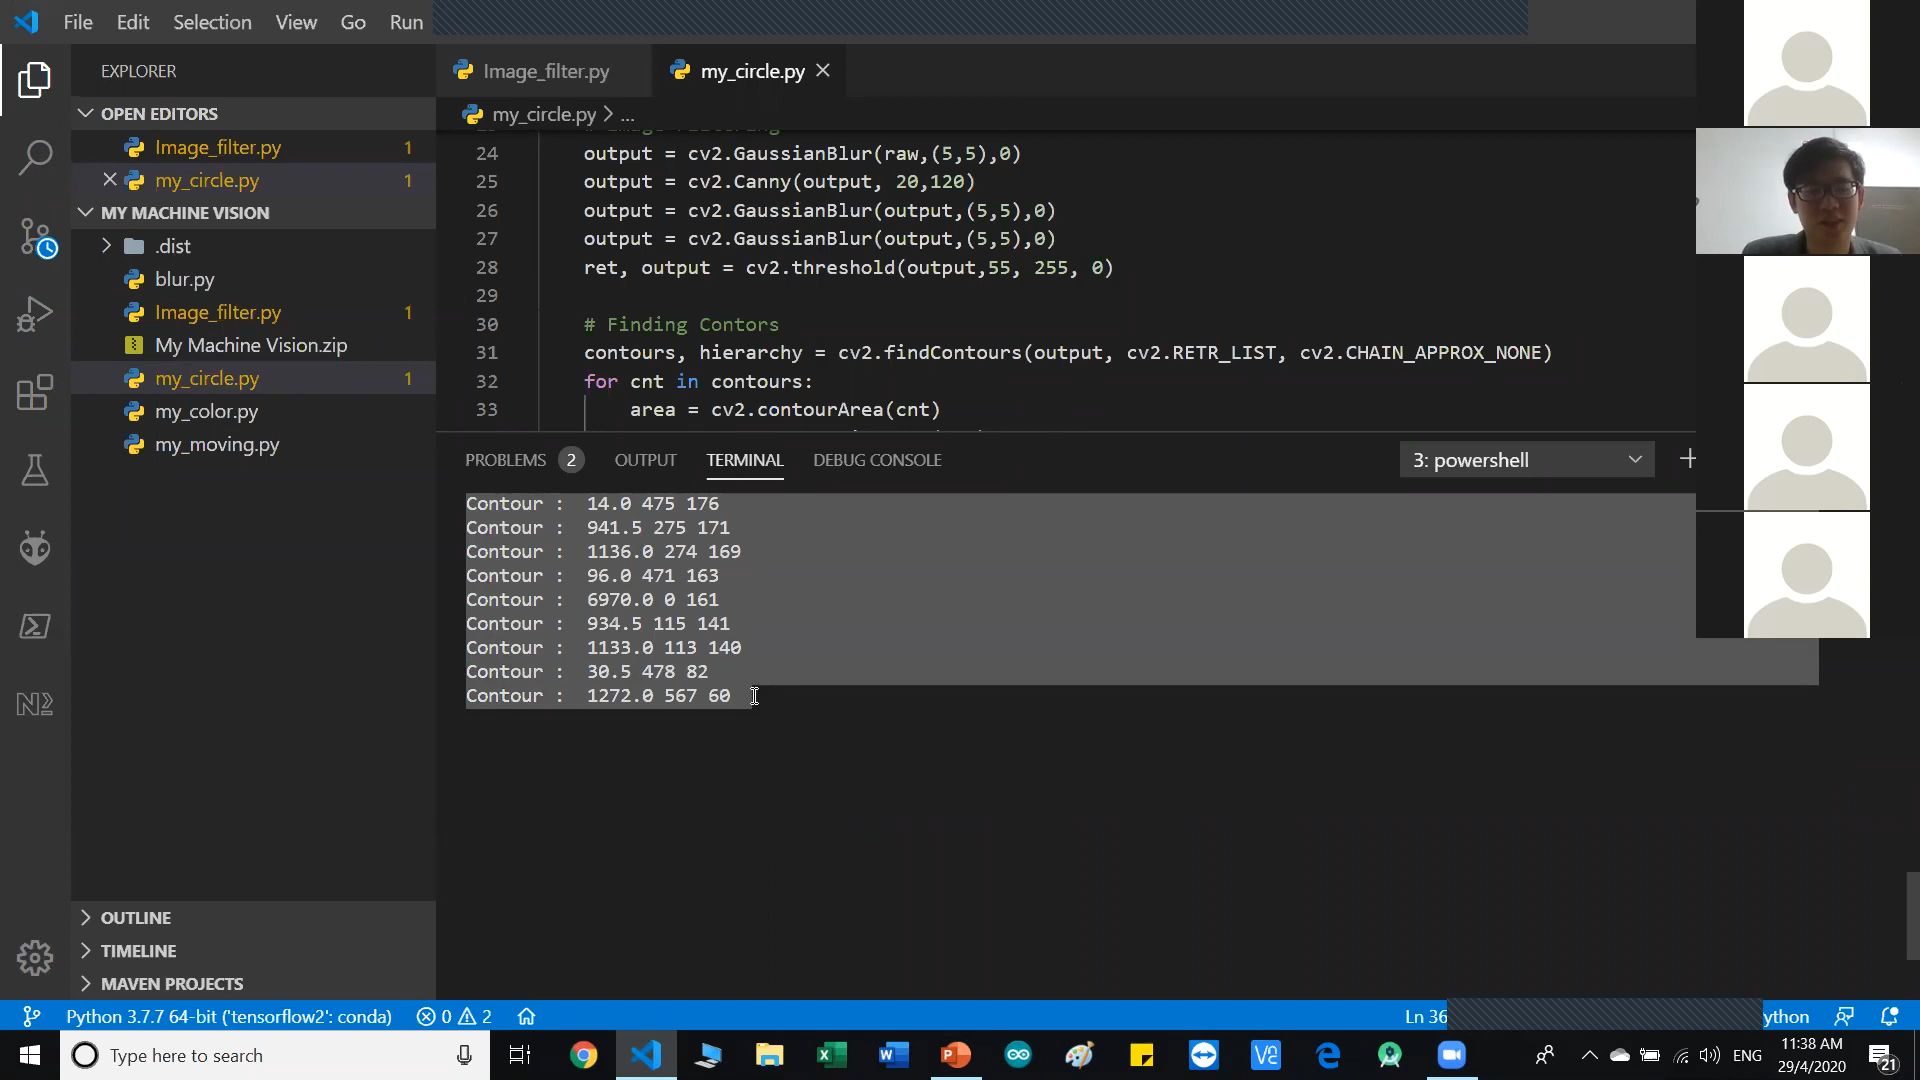 File Edit Selection View Go Run
EXPLORER
OPEN EDITORS
Image_filter.py 1
my_circle.py 1
MY MACHINE VISION
.dist
blur.py
Image_filter.py 1
My Machine Vision.zip
my_circle.py 1
my_color.py
my_moving.py
OUTLINE
TIMELINE
MAVEN PROJECTS
Image_filter.py
my_circle.py
my_circle.py > ...
24 output = cv2.GaussianBlur(raw,(5,5),0)
25 output = cv2.Canny(output, 20,120)
26 output = cv2.GaussianBlur(output,(5,5),0)
27 output = cv2.GaussianBlur(output,(5,5),0)
28 ret, output = cv2.threshold(output,55, 255, 0)
29
30 # Finding Contors
31 contours, hierarchy = cv2.findContours(output, cv2.RETR_LIST, cv2.CHAIN_APPROX_NONE)
32 for cnt in contours:
33 area = cv2.contourArea(cnt)
PROBLEMS 2 OUTPUT TERMINAL DEBUG CONSOLE 3: powershell
Contour : 14.0 475 176
Contour : 941.5 275 171
Contour : 1136.0 274 169
Contour : 96.0 471 163
Contour : 6970.0 0 161
Contour : 934.5 115 141
Contour : 1133.0 113 140
Contour : 30.5 478 82
Contour : 1272.0 567 60
Python 3.7.7 64-bit ('tensorflow2': conda) 0 2 Ln 36 ython
Type here to search
ENG
11:38 AM
29/4/2020
21